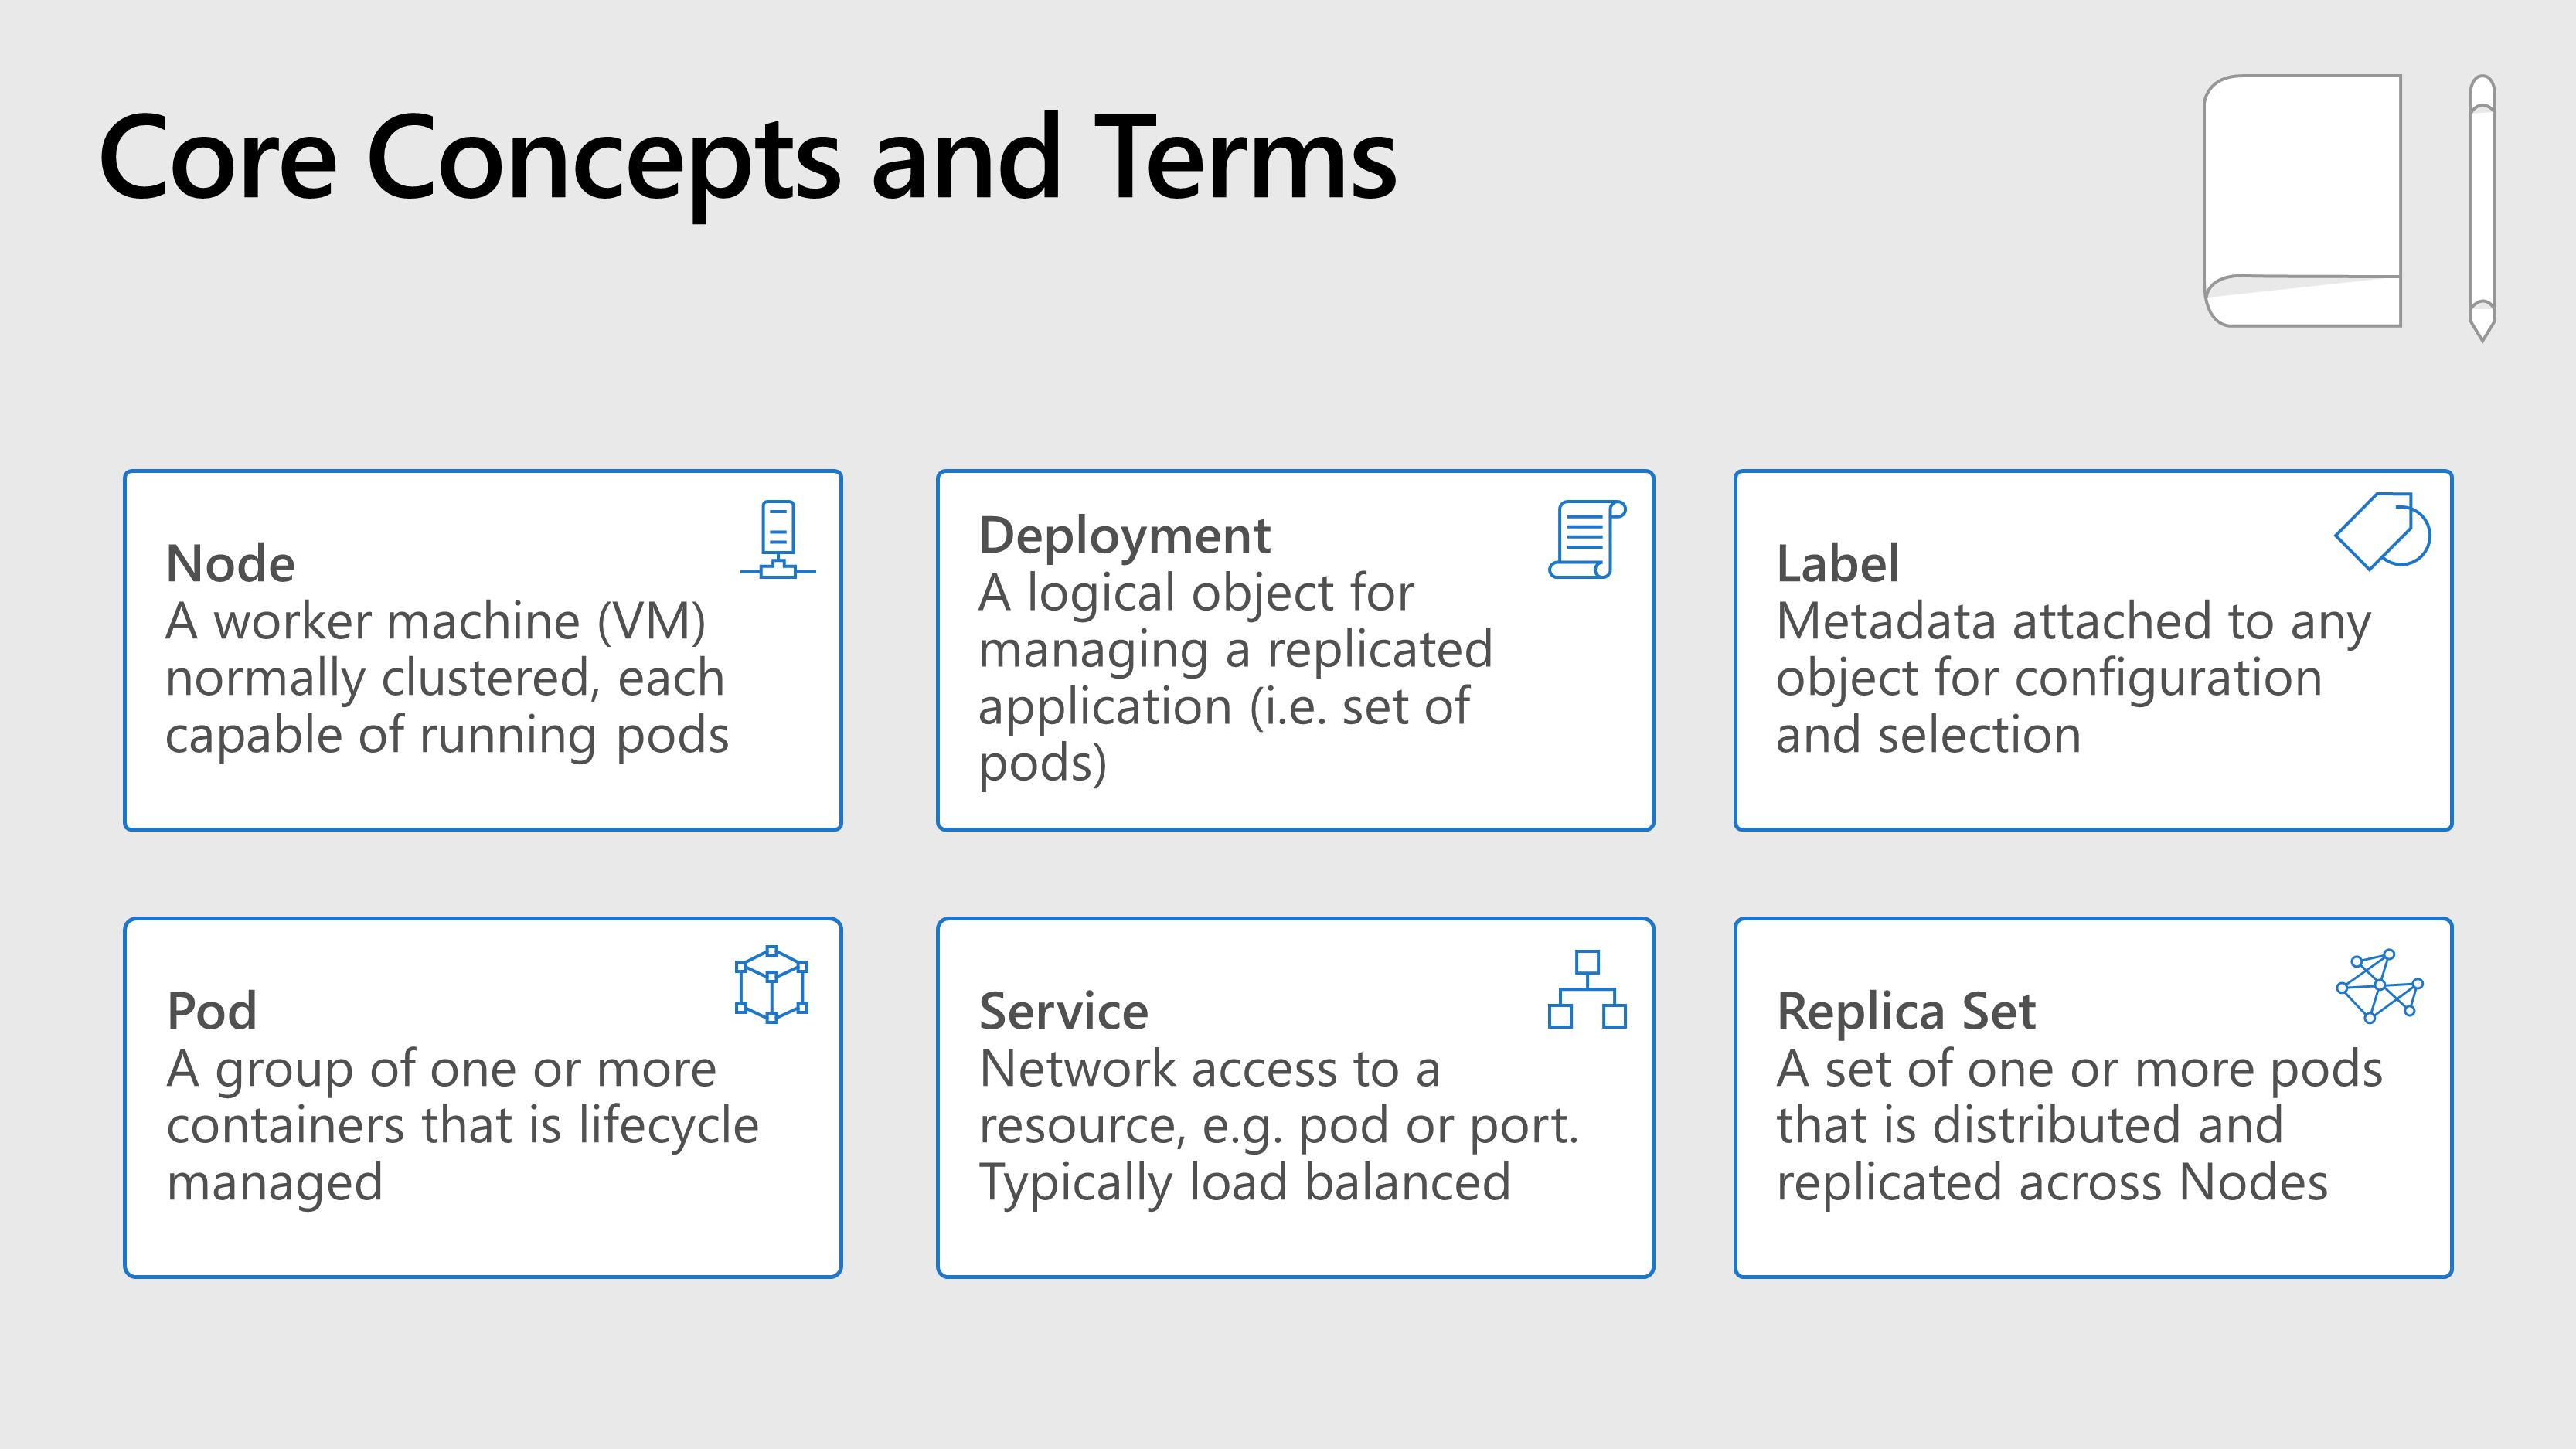 Core Concepts and Terms
Node
A worker machine (VM)
normally clustered, each
capable of running pods
Deployment
A logical object for
managing a replicated
application (i.e. set of
pods)
Label
Metadata attached to any
object for configuration
and selection
Pod
A group of one or more
containers that is lifecycle
managed
Service
Network access to a
resource, e.g. pod or port.
Typically load balanced
Replica Set
A set of one or more pods
that is distributed and
replicated across Nodes